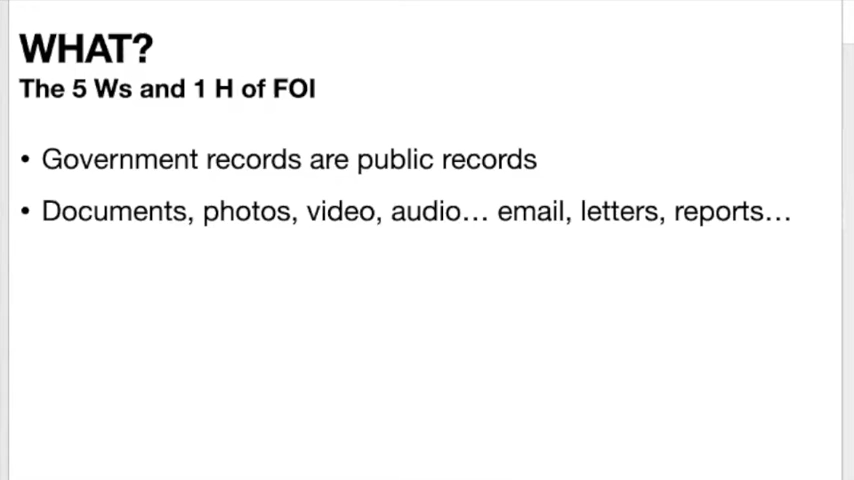 WHAT?
The 5 Ws and 1 H of FOI
• Government records are public records
• Documents, photos, video, audio… email, letters, reports…